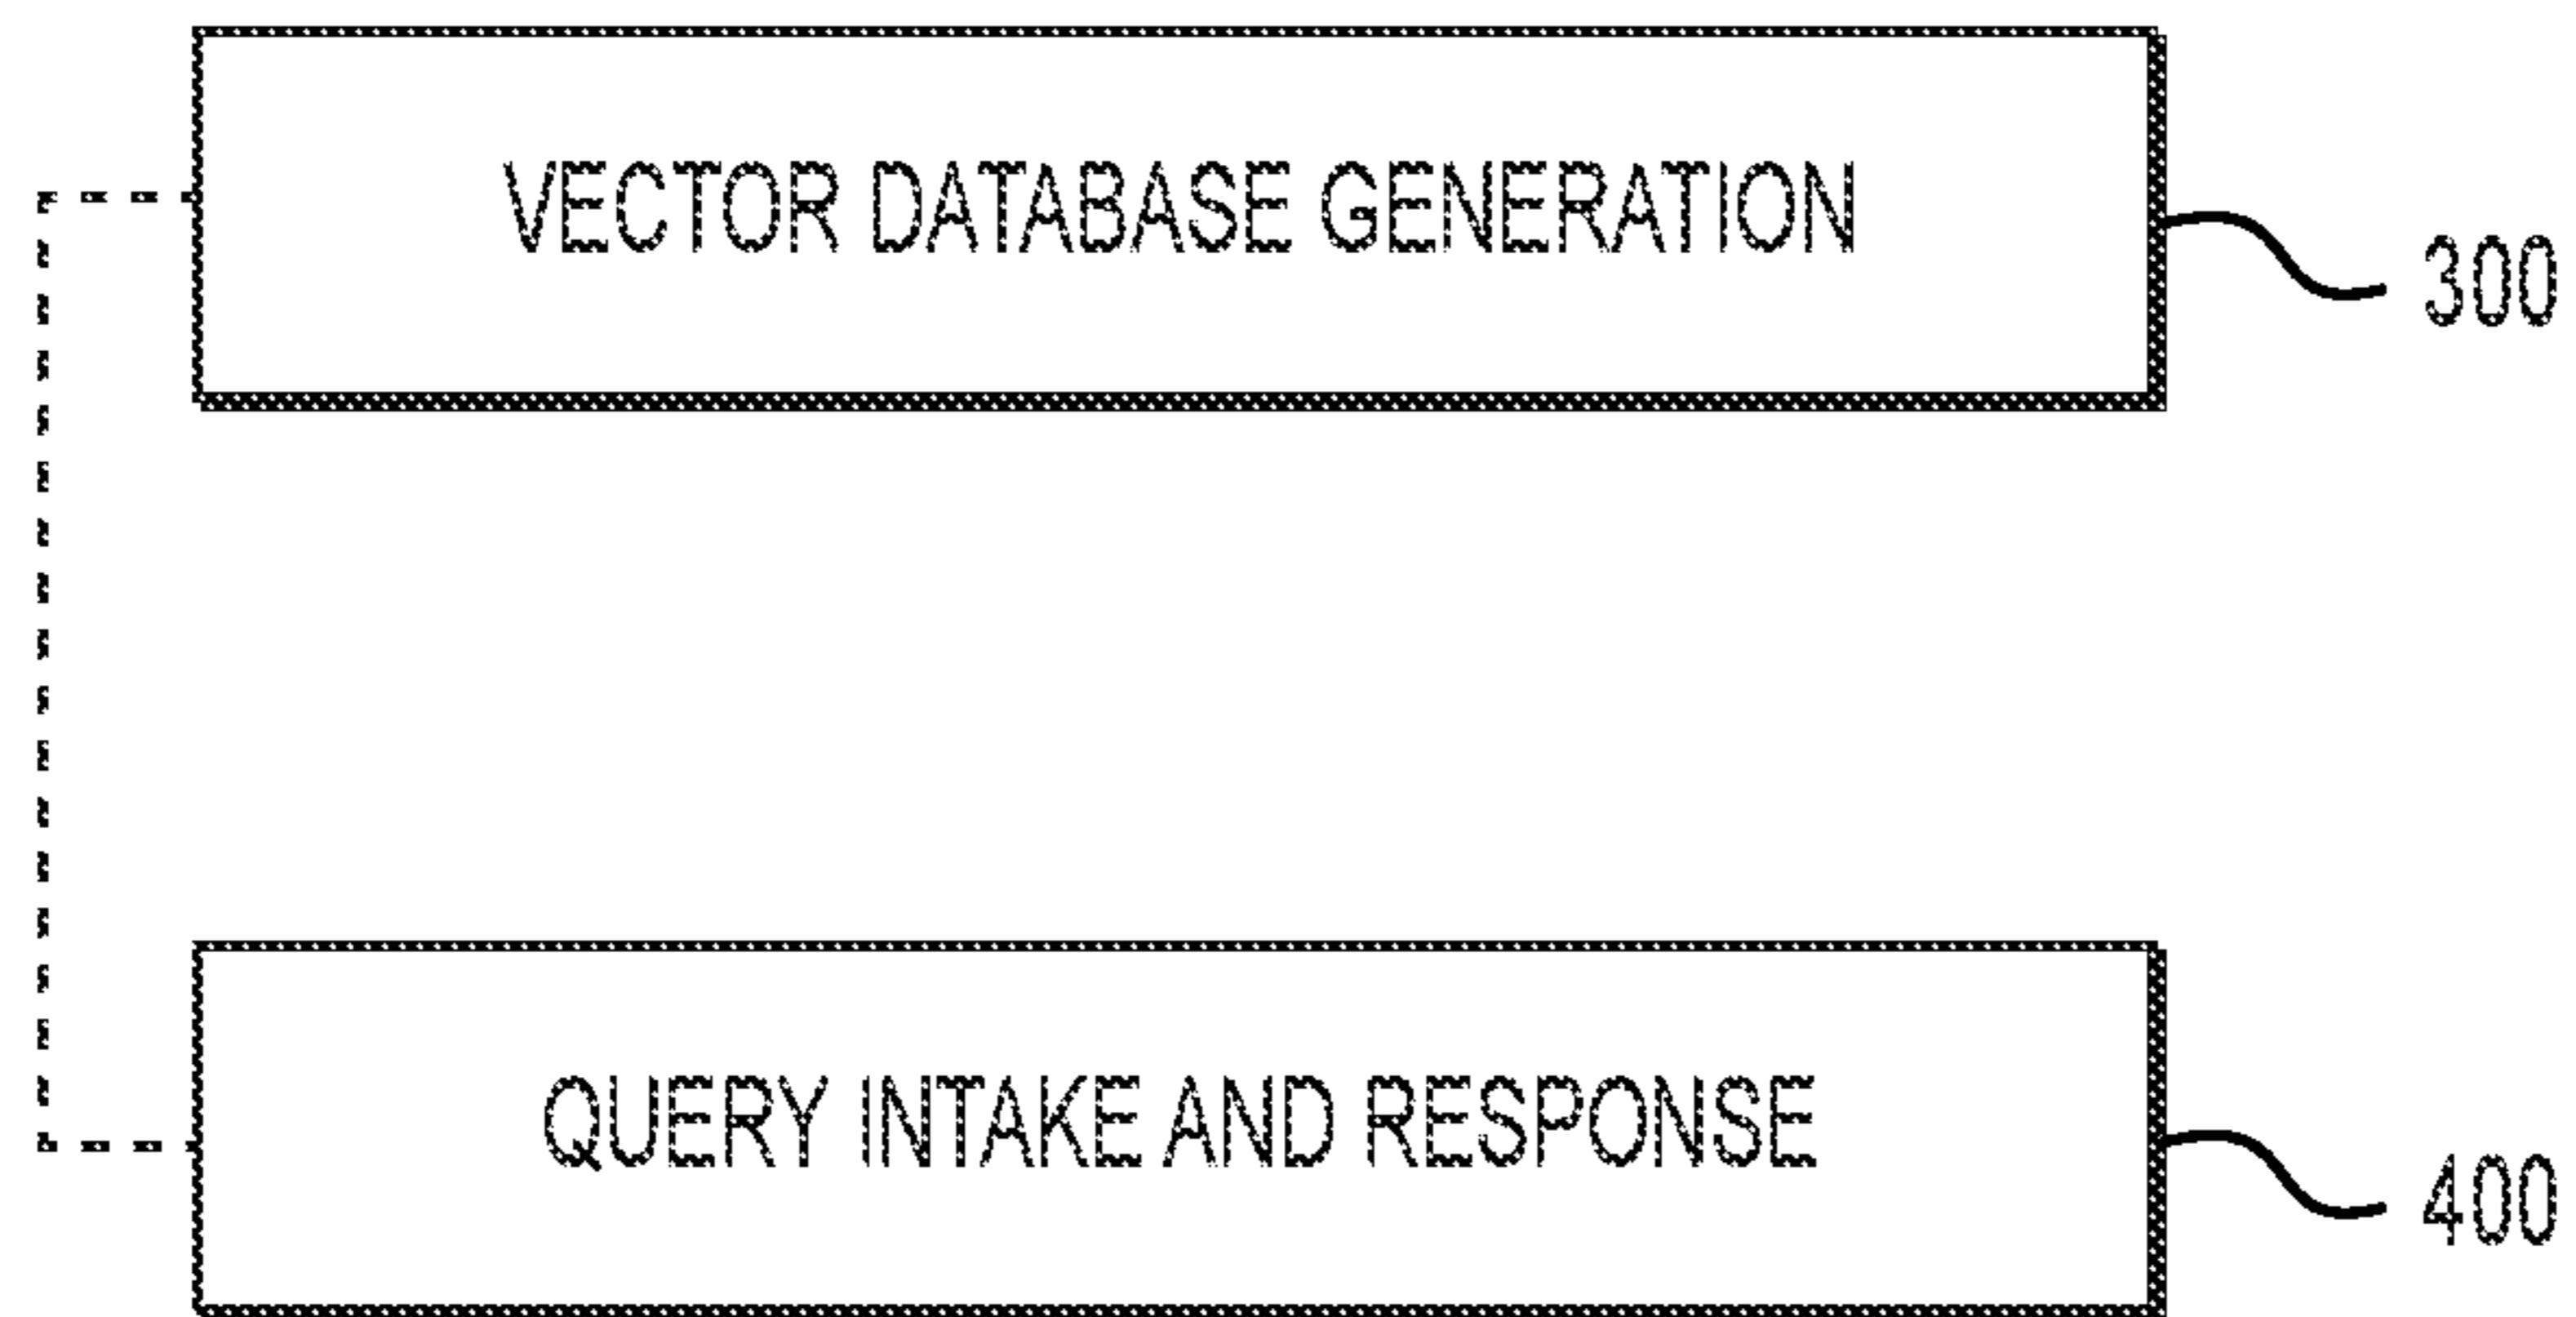 VECTOR DATABASE GENERATION
300
QUERY INTAKE AND RESPONSE
400